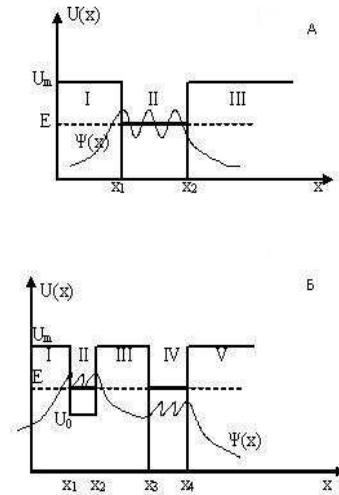 U(x)
А
Um
I II III
E
Ψ(x)
x1 x2 x
U(x)
Б
Um
I II III IV V
E
U0
Ψ(x)
x1 x2 x3 x4 x